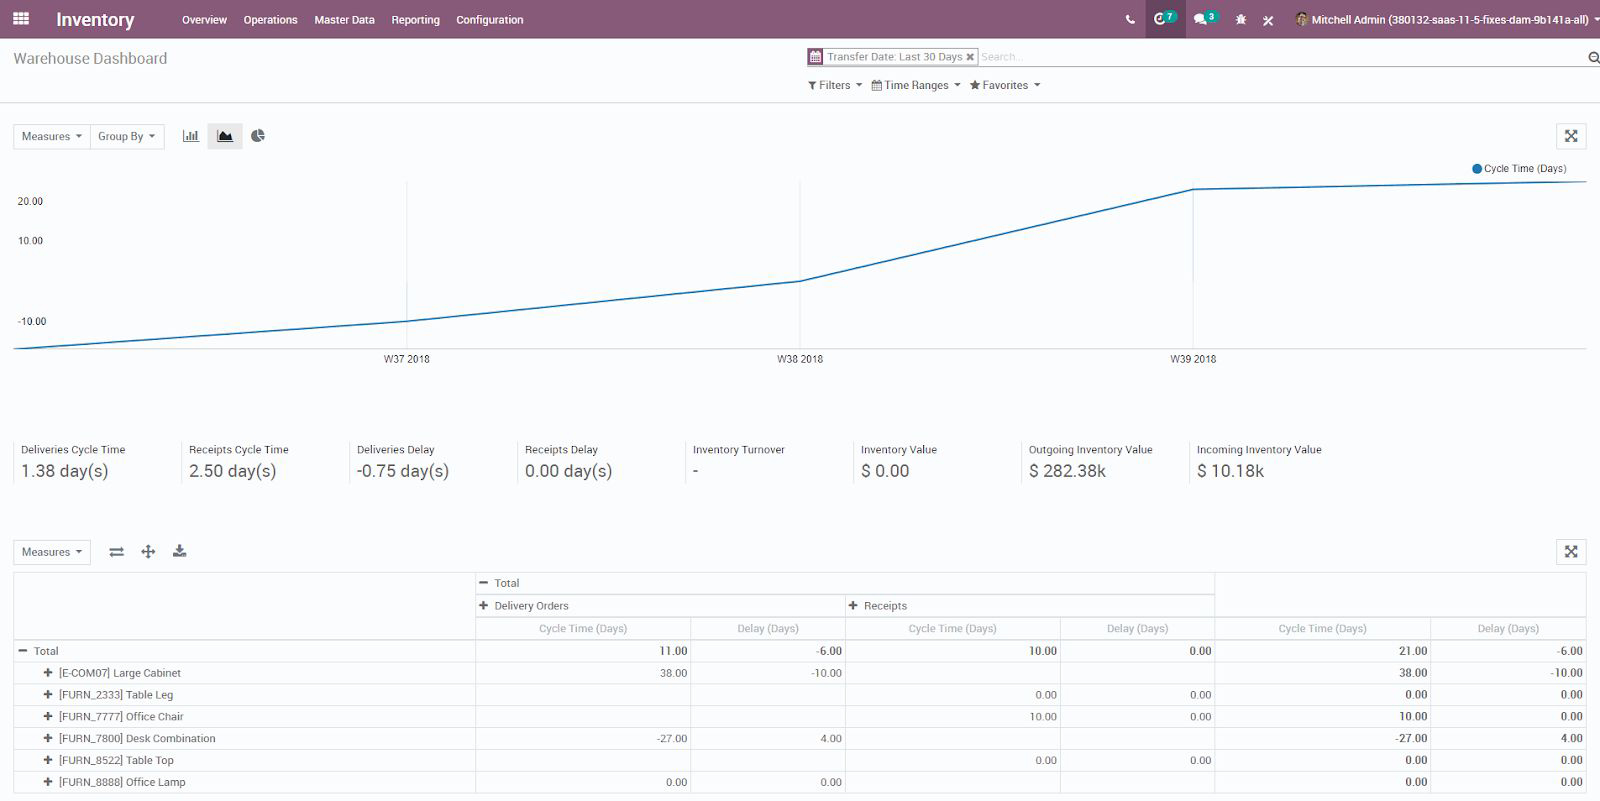 Inventory Overview Operations Master Data Reporting Configuration 7 3 Mitchell Admin (380132-saas-11-5-fixes-dam-9b141a-all)
Warehouse Dashboard Transfer Date: Last 30 Days Search...
Filters Time Ranges Favorites
Measures Group By
Cycle Time (Days)
20.00
10.00
-10.00
W37 2018 W38 2018 W39 2018
Deliveries Cycle Time Receipts Cycle Time Deliveries Delay Receipts Delay Inventory Turnover Inventory Value Outgoing Inventory Value Incoming Inventory Value
1.38 day(s) 2.50 day(s) -0.75 day(s) 0.00 day(s) - $ 0.00 $ 282.38k $ 10.18k
Measures
Total
Delivery Orders Receipts
Cycle Time (Days) Delay (Days) Cycle Time (Days) Delay (Days) Cycle Time (Days) Delay (Days)
Total 11.00 -6.00 10.00 0.00 21.00 -6.00
[E-COM07] Large Cabinet 38.00 -10.00 38.00 -10.00
[FURN_2333] Table Leg 0.00 0.00 0.00 0.00
[FURN_7777] Office Chair 10.00 0.00 10.00 0.00
[FURN_7800] Desk Combination -27.00 4.00 -27.00 4.00
[FURN_8522] Table Top 0.00 0.00 0.00 0.00
[FURN_8888] Office Lamp 0.00 0.00 0.00 0.00